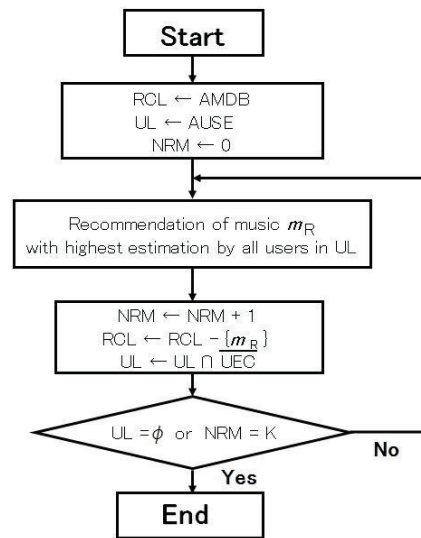 Start
RCL ← AMDB
UL ← AUSE
NRM ← 0
Recommendation of music m_R
with highest estimation by all users in UL
NRM ← NRM + 1
RCL ← RCL - {m_R}
UL ← UL ∩ U̅E̅C̅
UL = ϕ or NRM = K
No
Yes
End